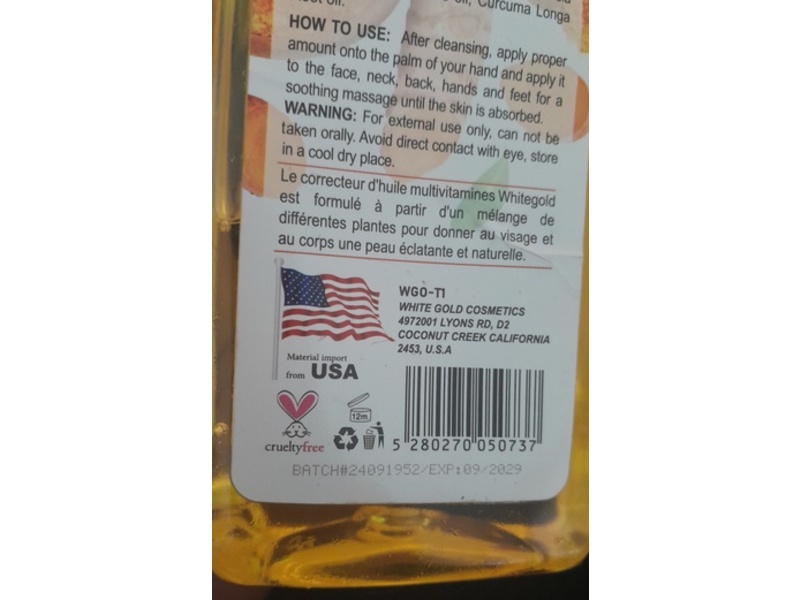 oil, Curcuma Longa
oil.
HOW TO USE: After cleansing, apply proper
amount onto the palm of your hand and apply it
to the face, neck, back, hands and feet for a
soothing massage until the skin is absorbed.
WARNING: For external use only, can not be
taken orally. Avoid direct contact with eye, store
in a cool dry place.
Le correcteur d'huile multivitamines Whitegold
est formulé à partir d'un mélange de
différentes plantes pour donner au visage et
au corps une peau éclatante et naturelle.
WGO-T1
WHITE GOLD COSMETICS
4972001 LYONS RD, D2
COCONUT CREEK CALIFORNIA
2453, U.S.A
Material import
from USA
12m
crueltyfree
5 280270 050737
BATCH#24091952/EXP:09/2029